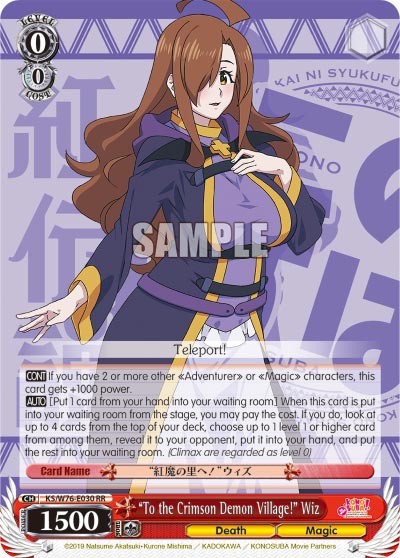 LEVEL
0
0
COST
KAI NI SYUKUFU
KONO
紅伝説
SAMPLE
Teleport!
CONT If you have 2 or more other «Adventurer» or «Magic» characters, this
card gets +1000 power.
AUTO [Put 1 card from your hand into your waiting room] When this card is put
into your waiting room from the stage, you may pay the cost. If you do, look at
up to 4 cards from the top of your deck, choose up to 1 level 1 or higher card
from among them, reveal it to your opponent, put it into your hand, and put
the rest into your waiting room. (Climax are regarded as level 0)
Card Name
“紅魔の里へ！”ウィズ
CH
KS/W76-E030 RR
“To the Crimson Demon Village!” Wiz
POWER
1500
Death
Magic
©2019 Natsume Akatsuki・Kurone Mishima / KADOKAWA / KONOSUBA Movie Partners